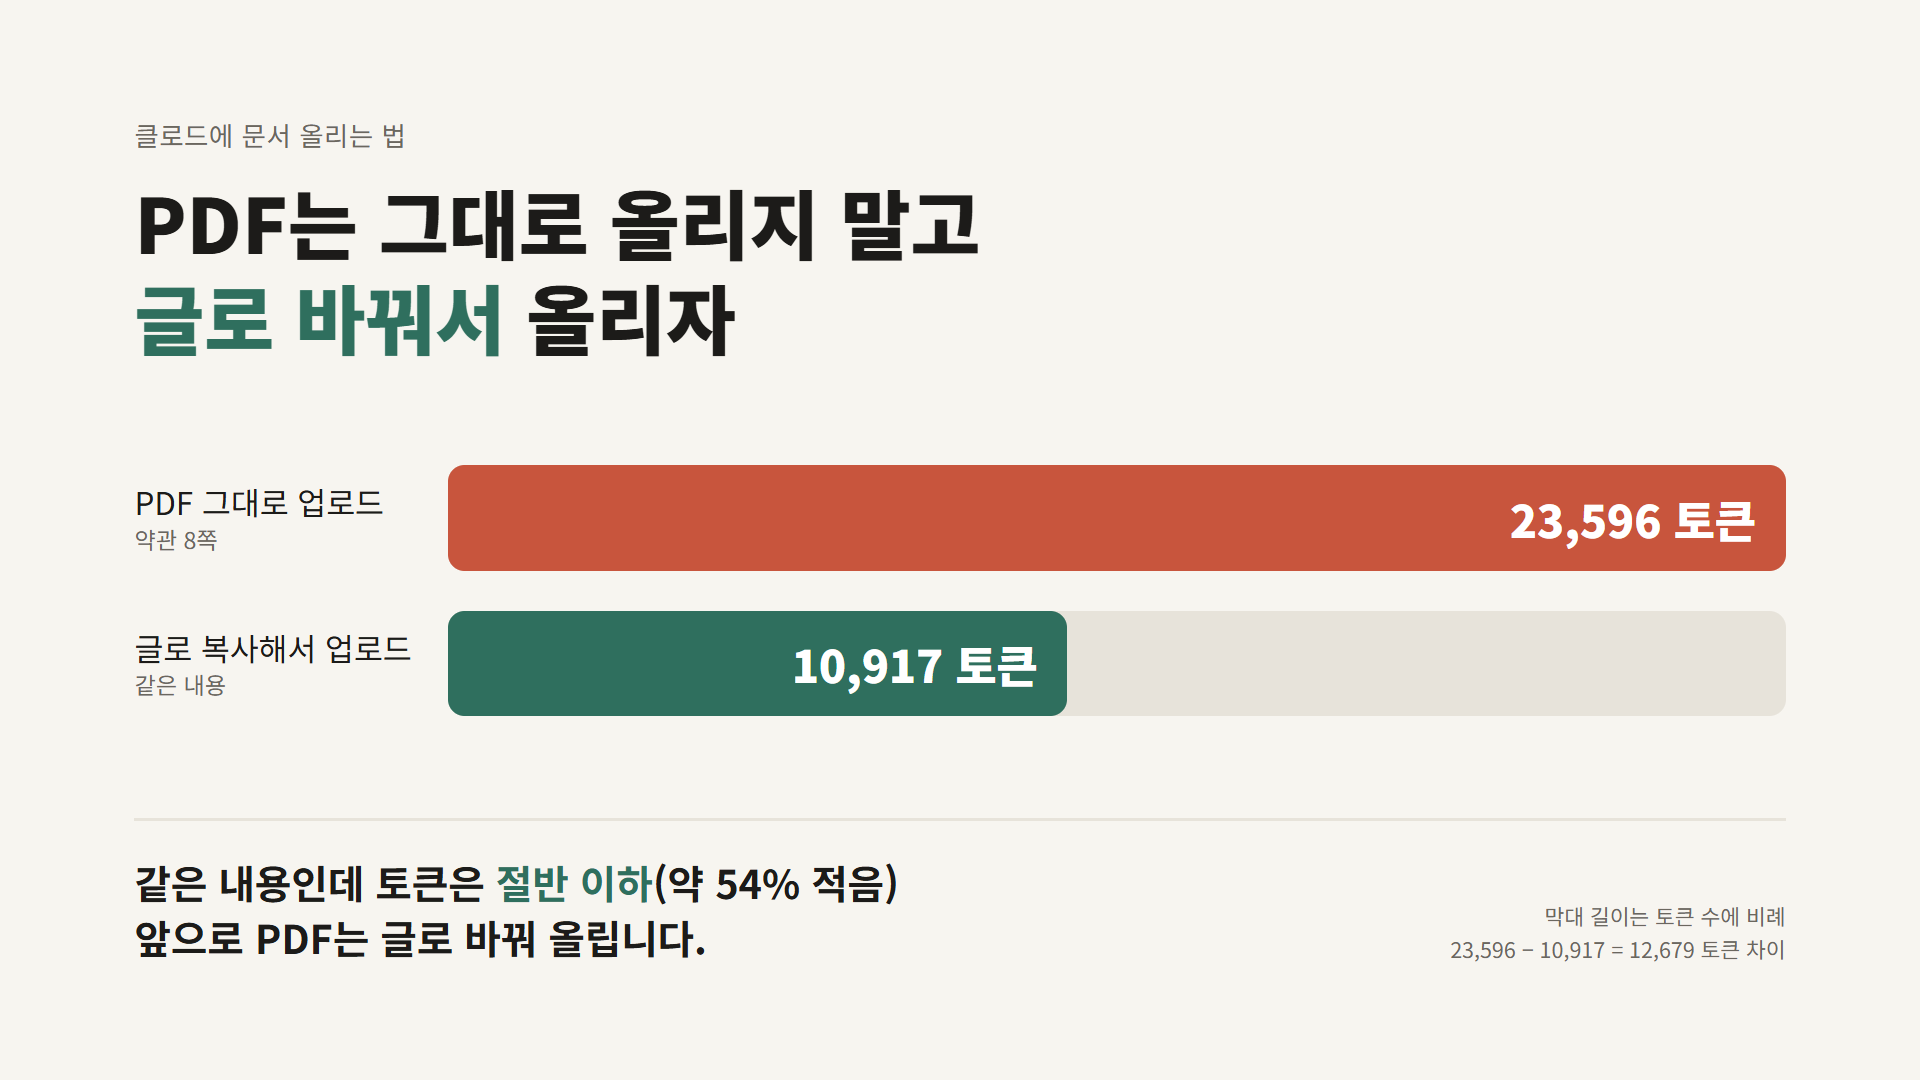 클로드에 문서 올리는 법
PDF는 그대로 올리지 말고
글로 바꿔서 올리자
PDF 그대로 업로드
약관 8쪽
23,596 토큰
글로 복사해서 업로드
같은 내용
10,917 토큰
같은 내용인데 토큰은 절반 이하(약 54% 적음)
앞으로 PDF는 글로 바꿔 올립니다.
막대 길이는 토큰 수에 비례
23,596 − 10,917 = 12,679 토큰 차이